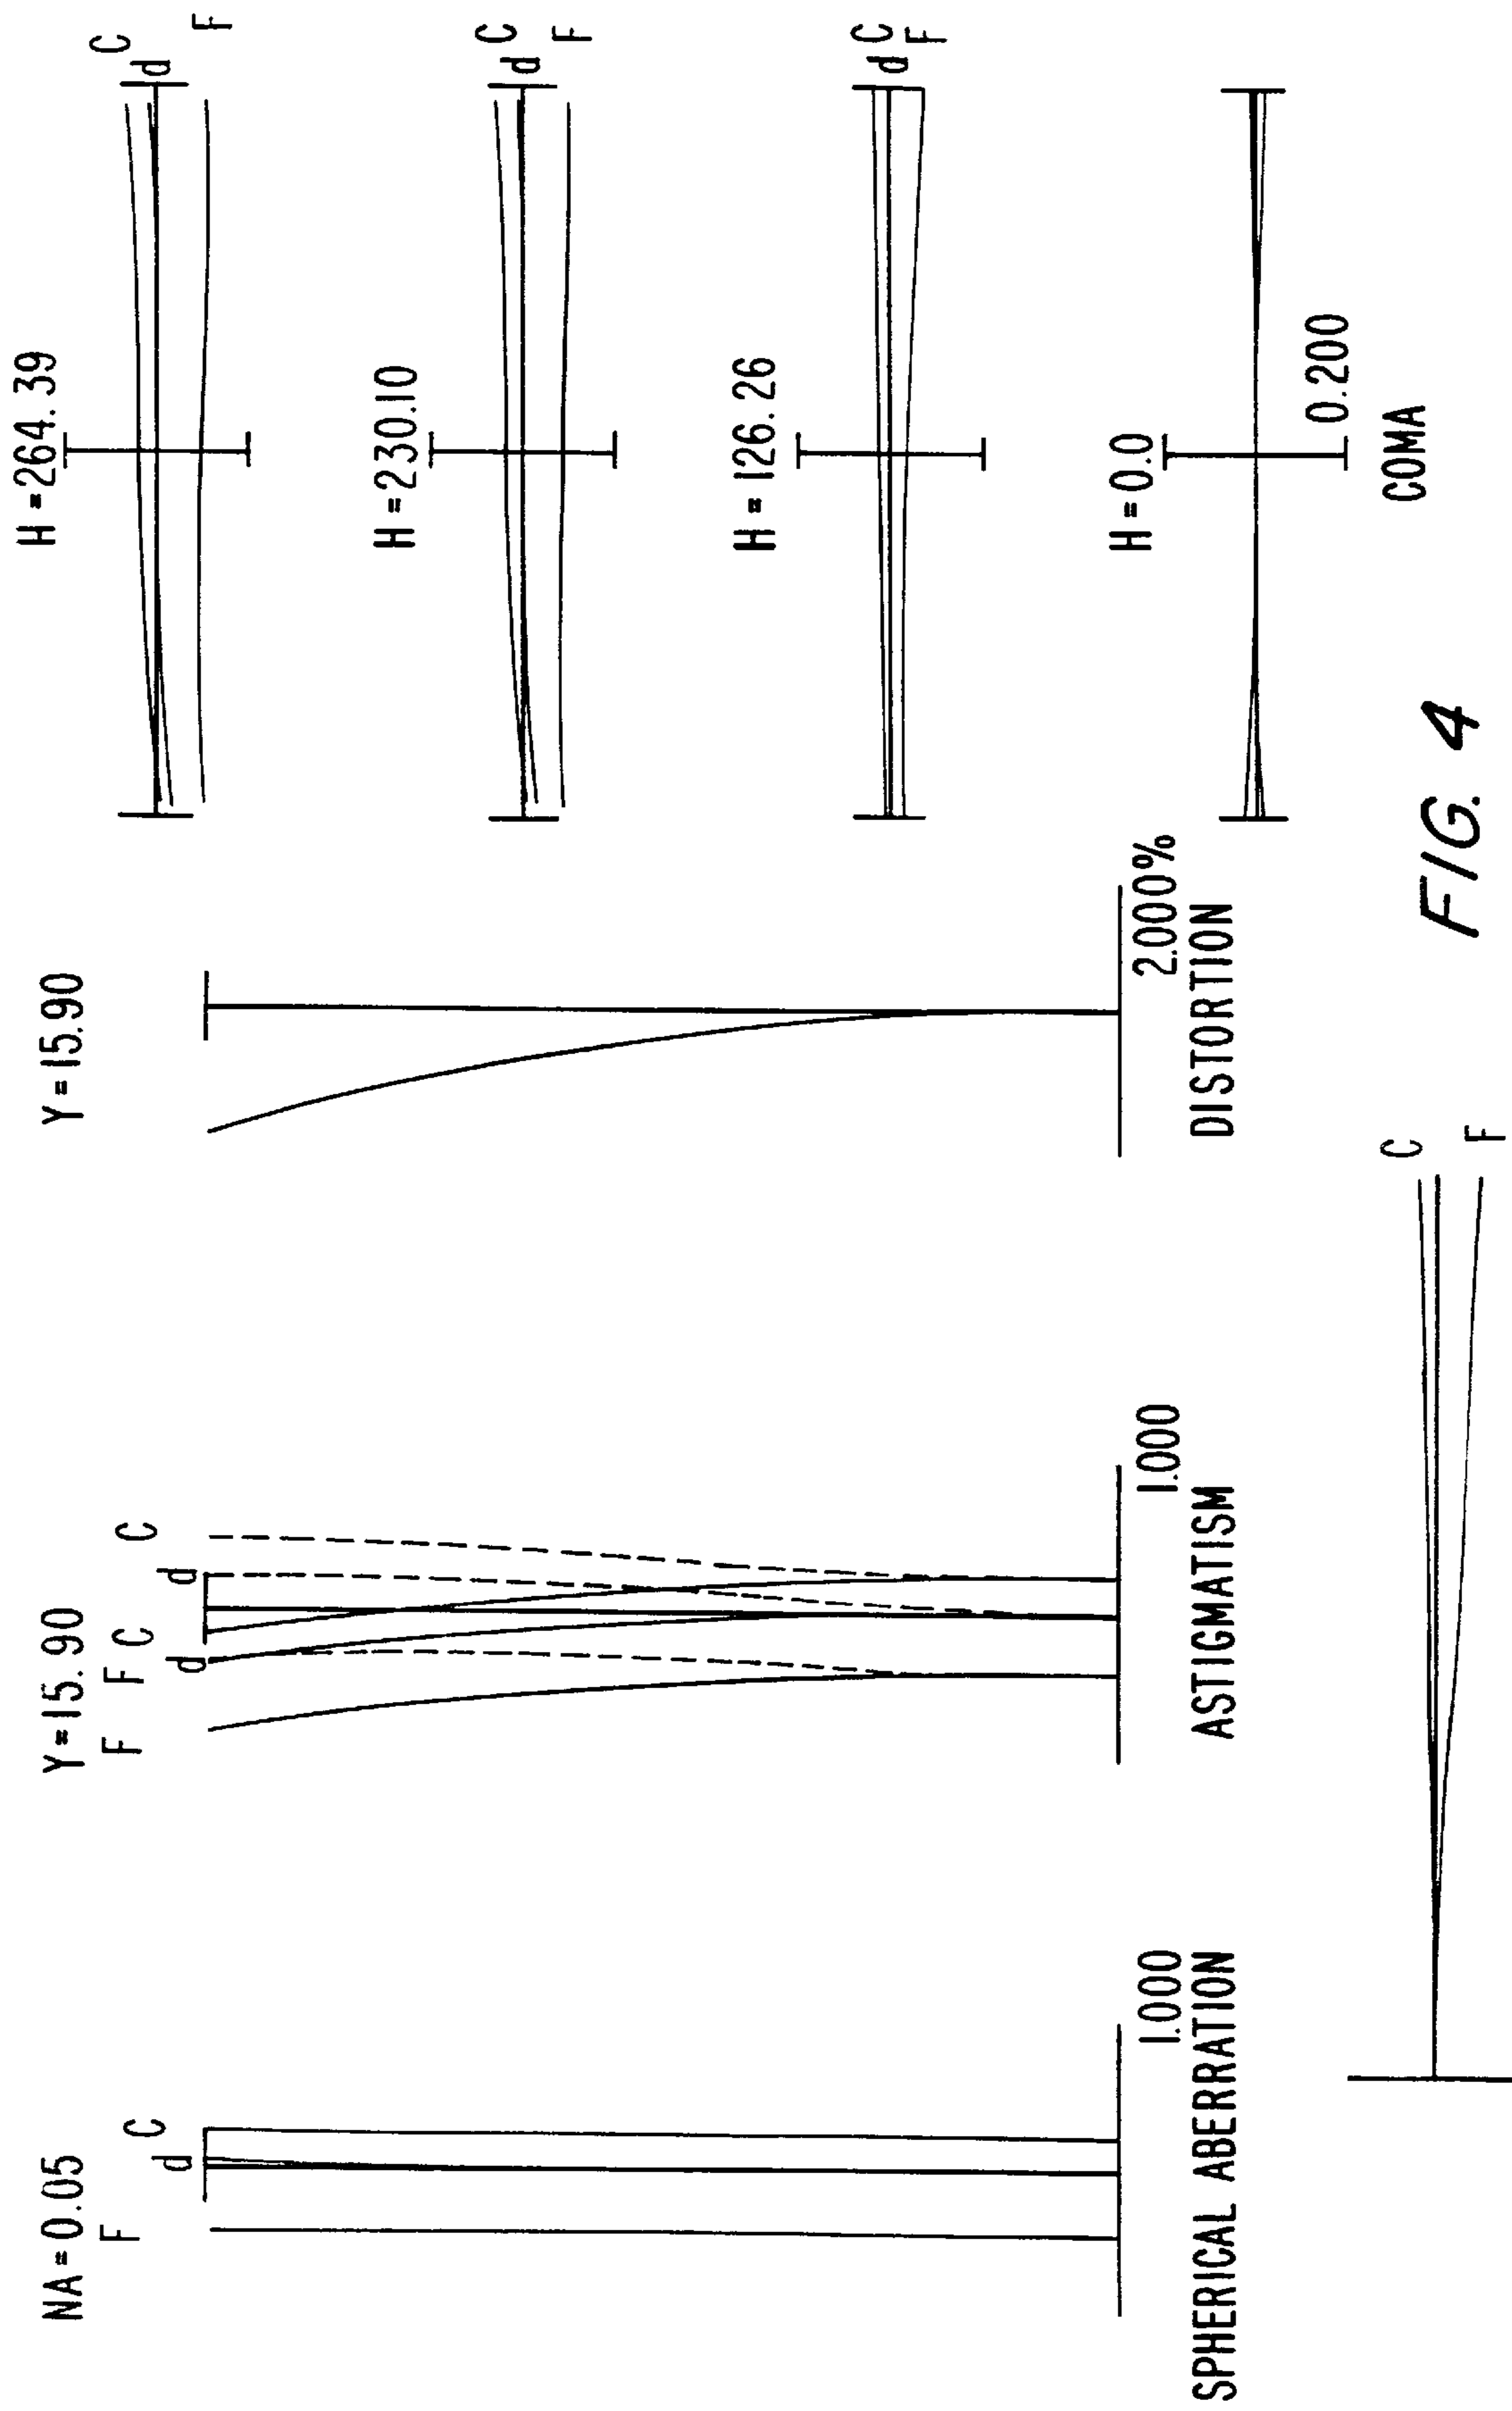 NA=0.05
F
d
C
1.000
SPHERICAL ABERRATION
Y=15.90
F
F
d
C
d
C
1.000
ASTIGMATISM
Y=15.90
2.000%
DISTORTION
H=264.39
C
d
F
H=230.10
C
d
F
H=126.26
C
d
F
H=0.0
0.200
COMA
C
F
FIG. 4